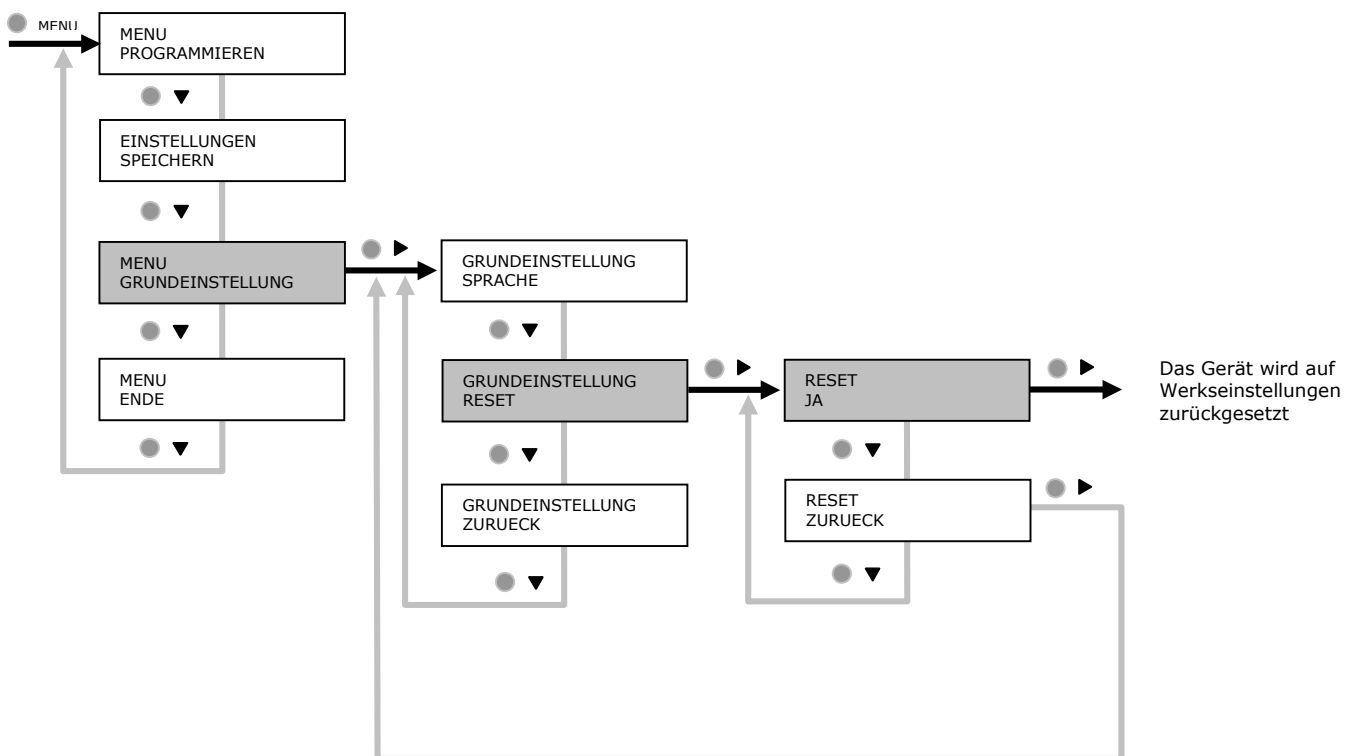 MENU
MENU
PROGRAMMIEREN
EINSTELLUNGEN
SPEICHERN
MENU
GRUNDEINSTELLUNG
MENU
ENDE
GRUNDEINSTELLUNG
SPRACHE
GRUNDEINSTELLUNG
RESET
GRUNDEINSTELLUNG
ZURUECK
RESET
JA
RESET
ZURUECK
Das Gerät wird auf
Werkseinstellungen
zurückgesetzt